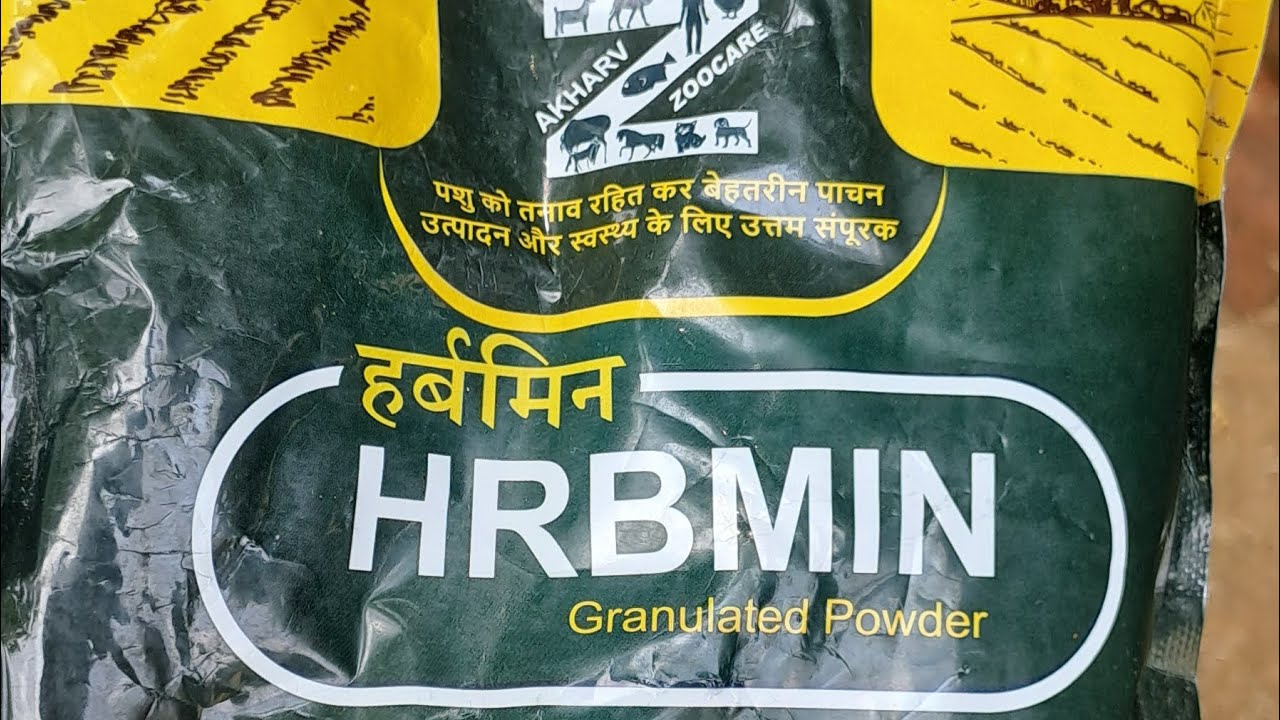 AKHARV
ZOOCARE
पशु को तनाव रहित कर बेहतरीन पाचन
उत्पादन और स्वस्थ्य के लिए उत्तम संपूरक
हर्बमिन
HRBMIN
Granulated Powder